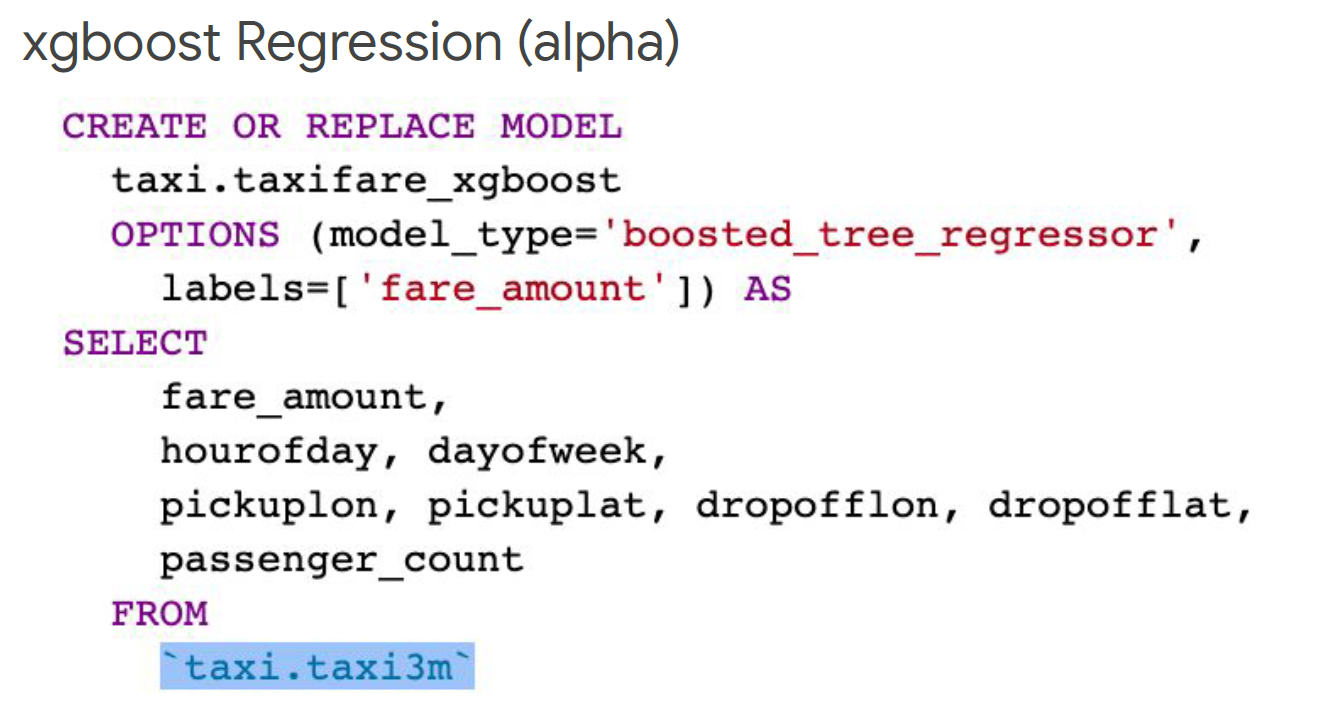 xgboost Regression (alpha)
CREATE OR REPLACE MODEL
taxi.taxifare_xgboost
OPTIONS (model_type='boosted_tree_regressor',
labels=['fare_amount']) AS
SELECT
fare_amount,
hourofday, dayofweek,
pickuplon, pickuplat, dropofflon, dropofflat,
passenger_count
FROM
`taxi.taxi3m`